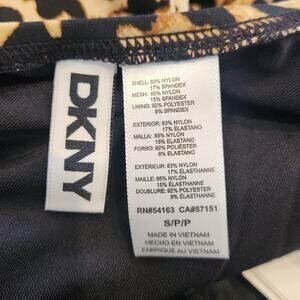 DKNY
SHELL: 83% NYLON
17% SPANDEX
MESH: 85% NYLON
15% SPANDEX
LINING: 92% POLYESTER
8% SPANDEX
EXTERIOR: 83% NYLON
17% ELASTANO
MALLA: 85% NYLON
15% ELASTANO
FORRO: 92% POLIÉSTER
8% ELASTANO
EXTÉRIEUR: 83% NYLON
17% ÉLASTHANNE
MAILLE: 85% NYLON
15% ÉLASTHANNE
DOUBLURE: 92% POLYESTER
8% ÉLASTHANNE
RN#54163 CA#57151
S/P/P
MADE IN VIETNAM
HECHO EN VIETNAM
FABRIQUÉ AU VIETNAM